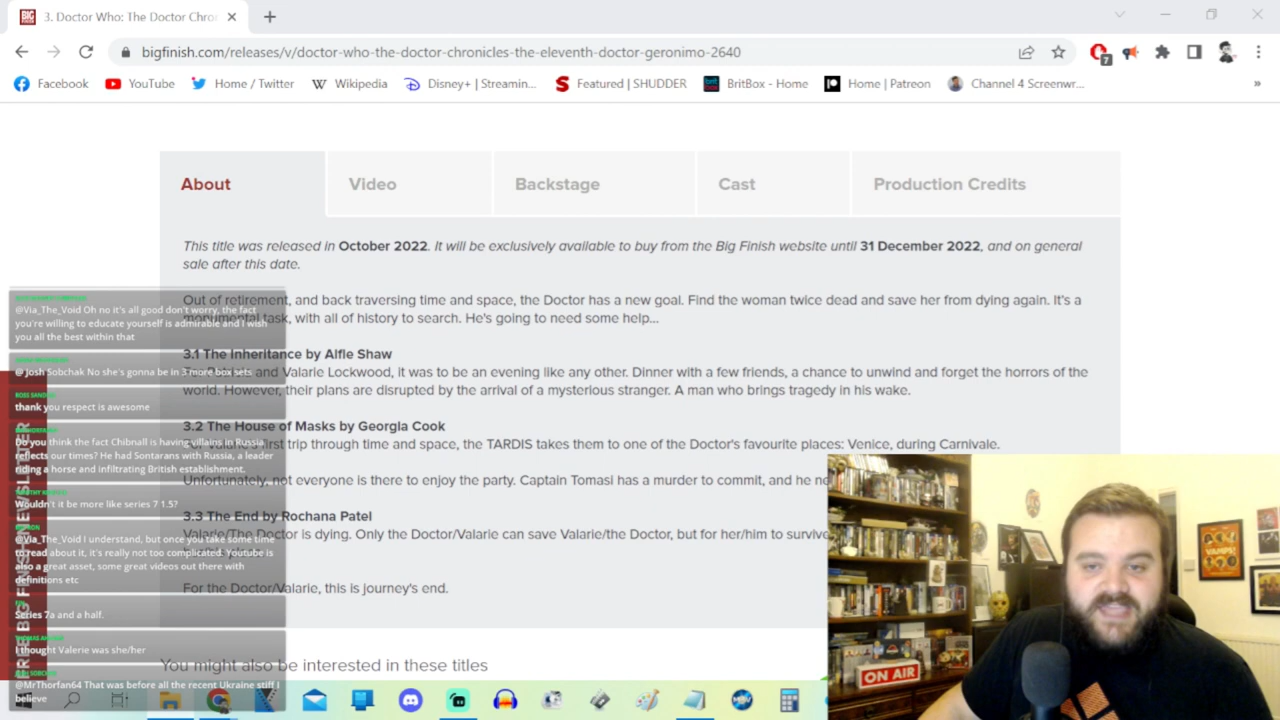 3. Doctor Who: The Doctor Chro
bigfinish.com/releases/v/doctor-who-the-doctor-chronicles-the-eleventh-doctor-geronimo-2640
7
Facebook
YouTube
Home / Twitter
Wikipedia
Disney+ | Streamin...
Featured | SHUDDER
BritBox - Home
Home | Patreon
Channel 4 Screenwr...
»
About
Video
Backstage
Cast
Production Credits
This title was released in October 2022. It will be exclusively available to buy from the Big Finish website until 31 December 2022, and on general
sale after this date.
Out of retirement, and back traversing time and space, the Doctor has a new goal. Find the woman twice dead and save her from dying again. It's a
monumental task, with all of history to search. He's going to need some help...
3.1 The Inheritance by Alfie Shaw
and Valarie Lockwood, it was to be an evening like any other. Dinner with a few friends, a chance to unwind and forget the horrors of the
world. However, their plans are disrupted by the arrival of a mysterious stranger. A man who brings tragedy in his wake.
3.2 The House of Masks by Georgia Cook
first trip through time and space, the TARDIS takes them to one of the Doctor's favourite places: Venice, during Carnivale.
Unfortunately, not everyone is there to enjoy the party. Captain Tomasi has a murder to commit, and he ne
3.3 The End by Rochana Patel
Valarie/The Doctor is dying. Only the Doctor/Valarie can save Valarie/the Doctor, but for her/him to survive
For the Doctor/Valarie, this is journey's end.
You might also be interested in these titles
@Via_The_Void Oh no it's all good don't worry, the fact
you're willing to educate yourself is admirable and I wish
you all the best within that
@ Josh Sobchak No she's gonna be in 3 more box sets
thank you respect is awesome
Do you think the fact Chibnall is having villains in Russia
reflects our times? He had Sontarans with Russia, a leader
riding a horse and infiltrating British establishment.
Wouldn't it be more like series 7 1.5?
@Via_The_Void I understand, but once you take some time
to read about it, it's really not too complicated. Youtube is
also a great asset, some great videos out there with
definitions etc
Series 7a and a half.
I thought Valerie was she/her
@MrThorfan64 That was before all the recent Ukraine stiff I
believe
VAMPS!
ON AIR